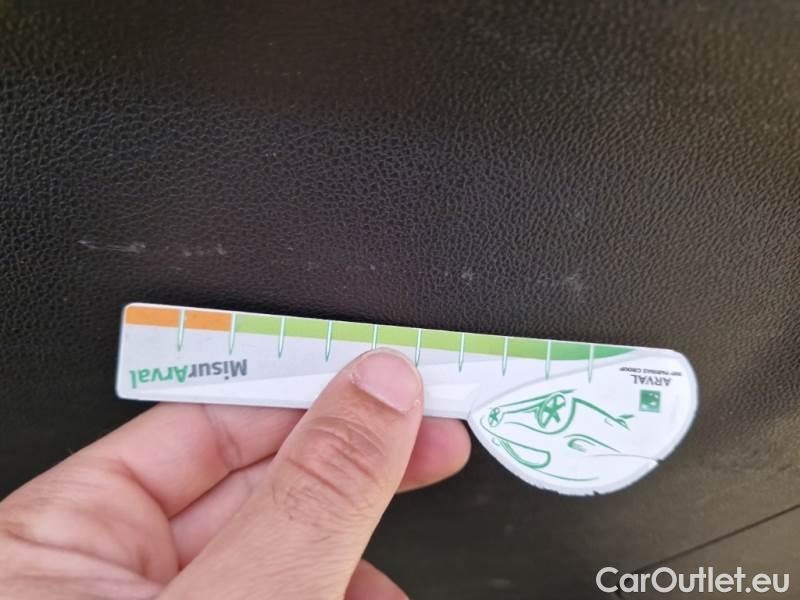 MisurArval
ARVAL
BNP PARIBAS GROUP
CarOutlet.eu